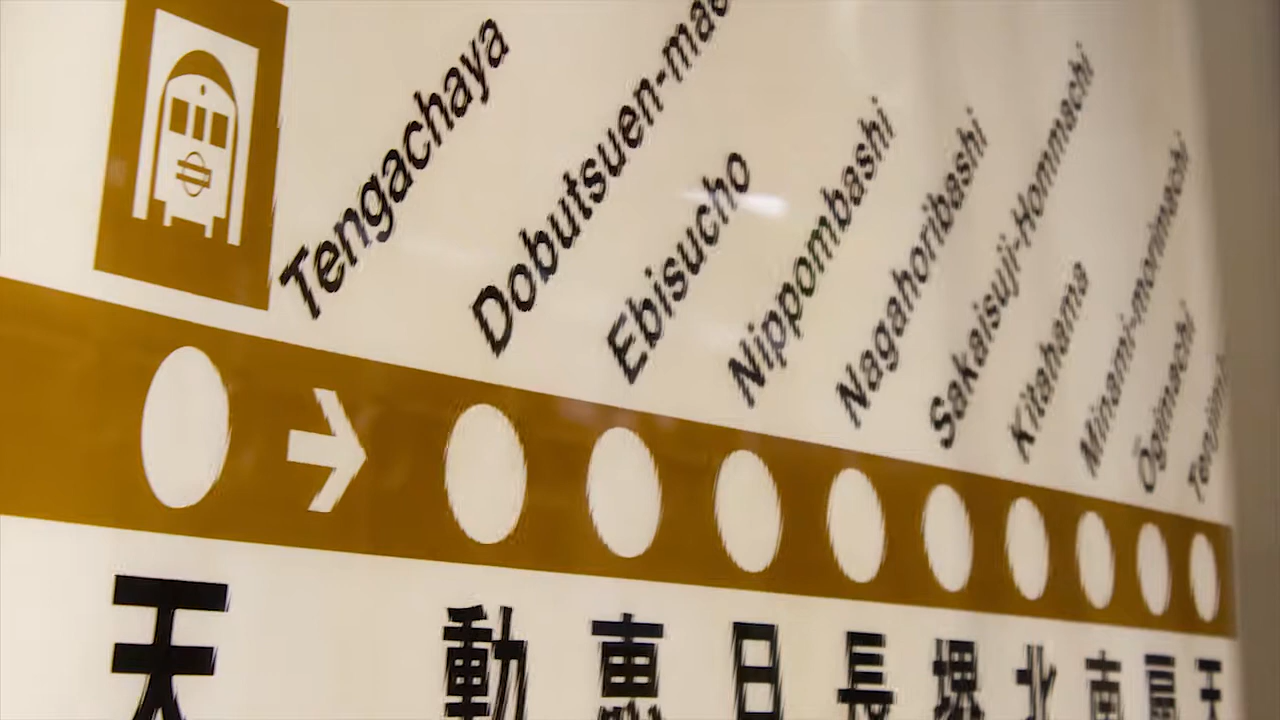 Tengachaya
Dobutsuen-mae
Ebisucho
Nippombashi
Nagahoribashi
Sakaisuji-Hommachi
Kitahama
Minami-morimachi
Ōgimachi
天
動
恵
日
長
堺
北
南
扇
天